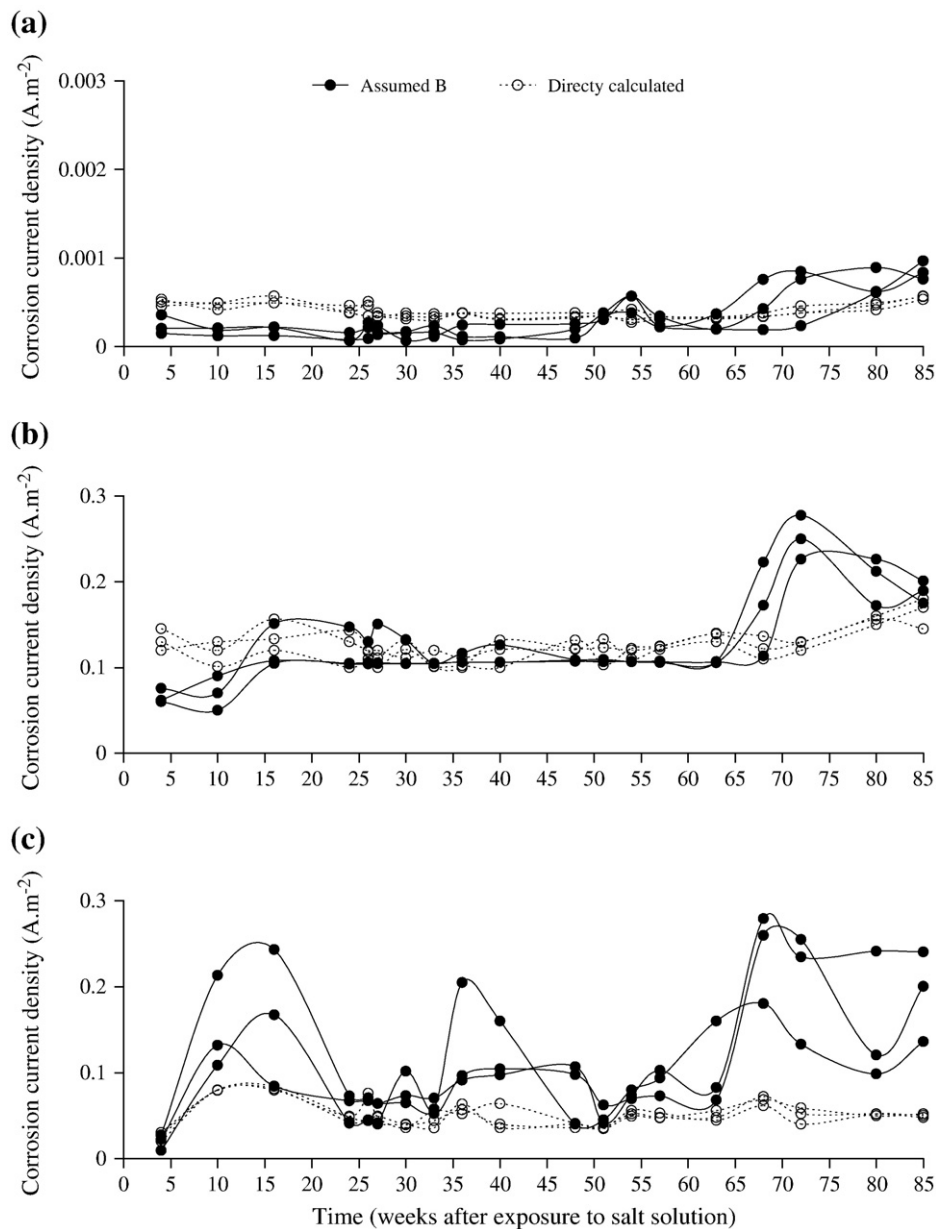 (a)
Corrosion current density (A.m-2)
0.003
0.002
0.001
0
Assumed B
Directy calculated
0 5 10 15 20 25 30 35 40 45 50 55 60 65 70 75 80 85
(b)
Corrosion current density (A.m-2)
0.3
0.2
0.1
0
0 5 10 15 20 25 30 35 40 45 50 55 60 65 70 75 80 85
(c)
Corrosion current density (A.m-2)
0.3
0.2
0.1
0
0 5 10 15 20 25 30 35 40 45 50 55 60 65 70 75 80 85
Time (weeks after exposure to salt solution)